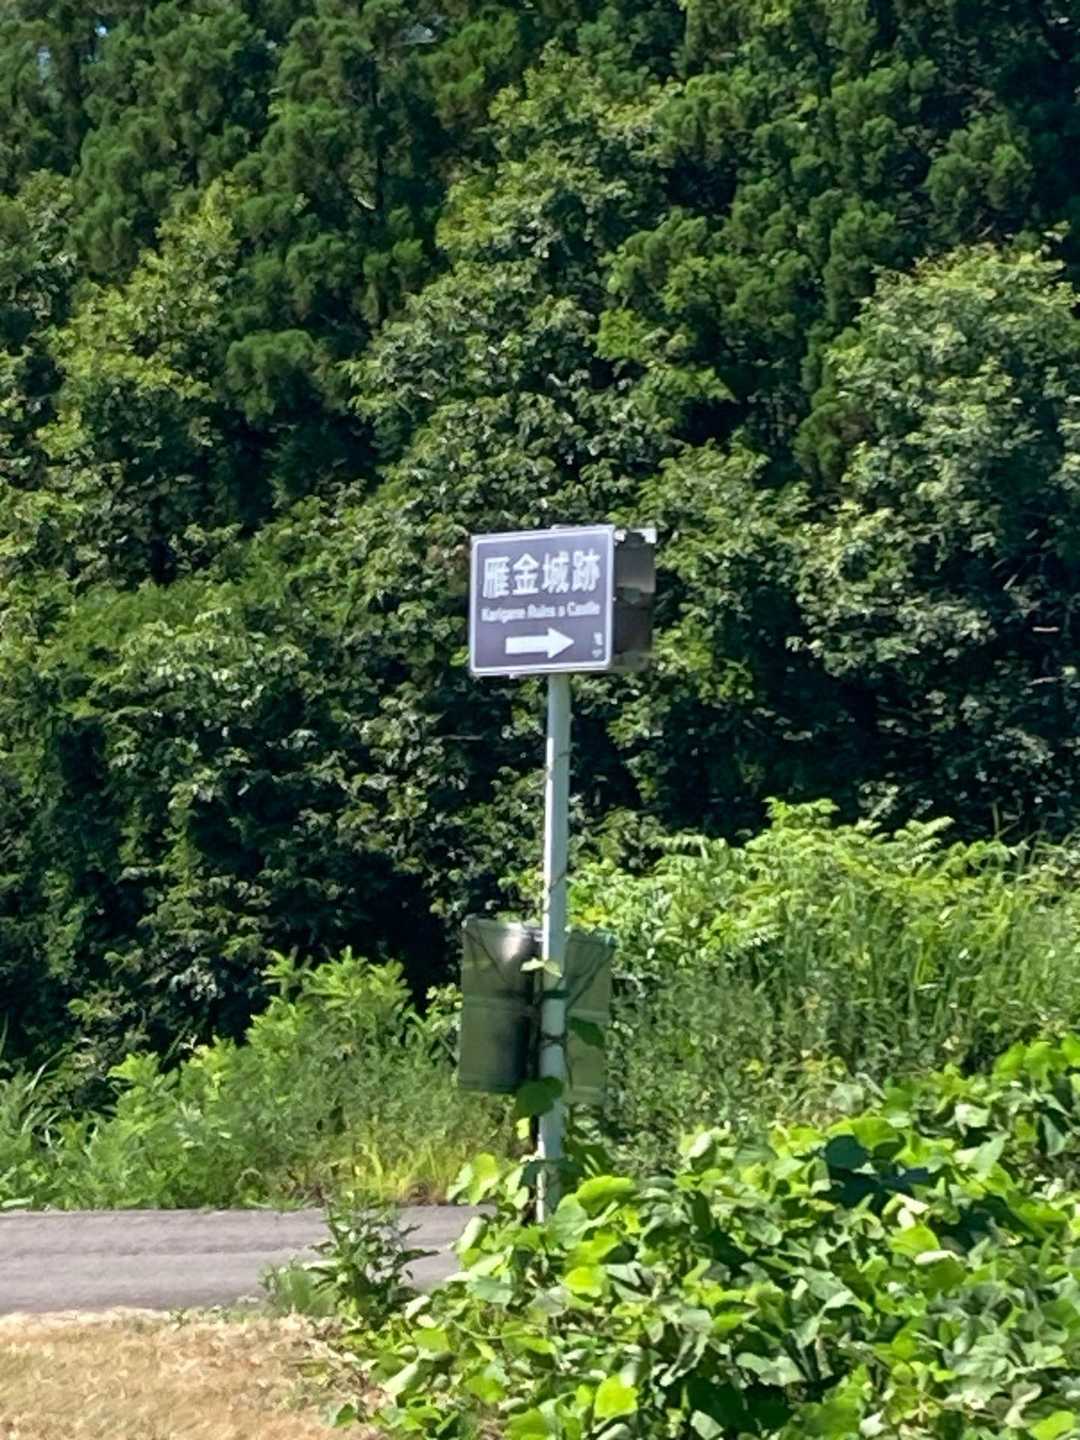 雁金城跡
Karigane Ruins a Castle